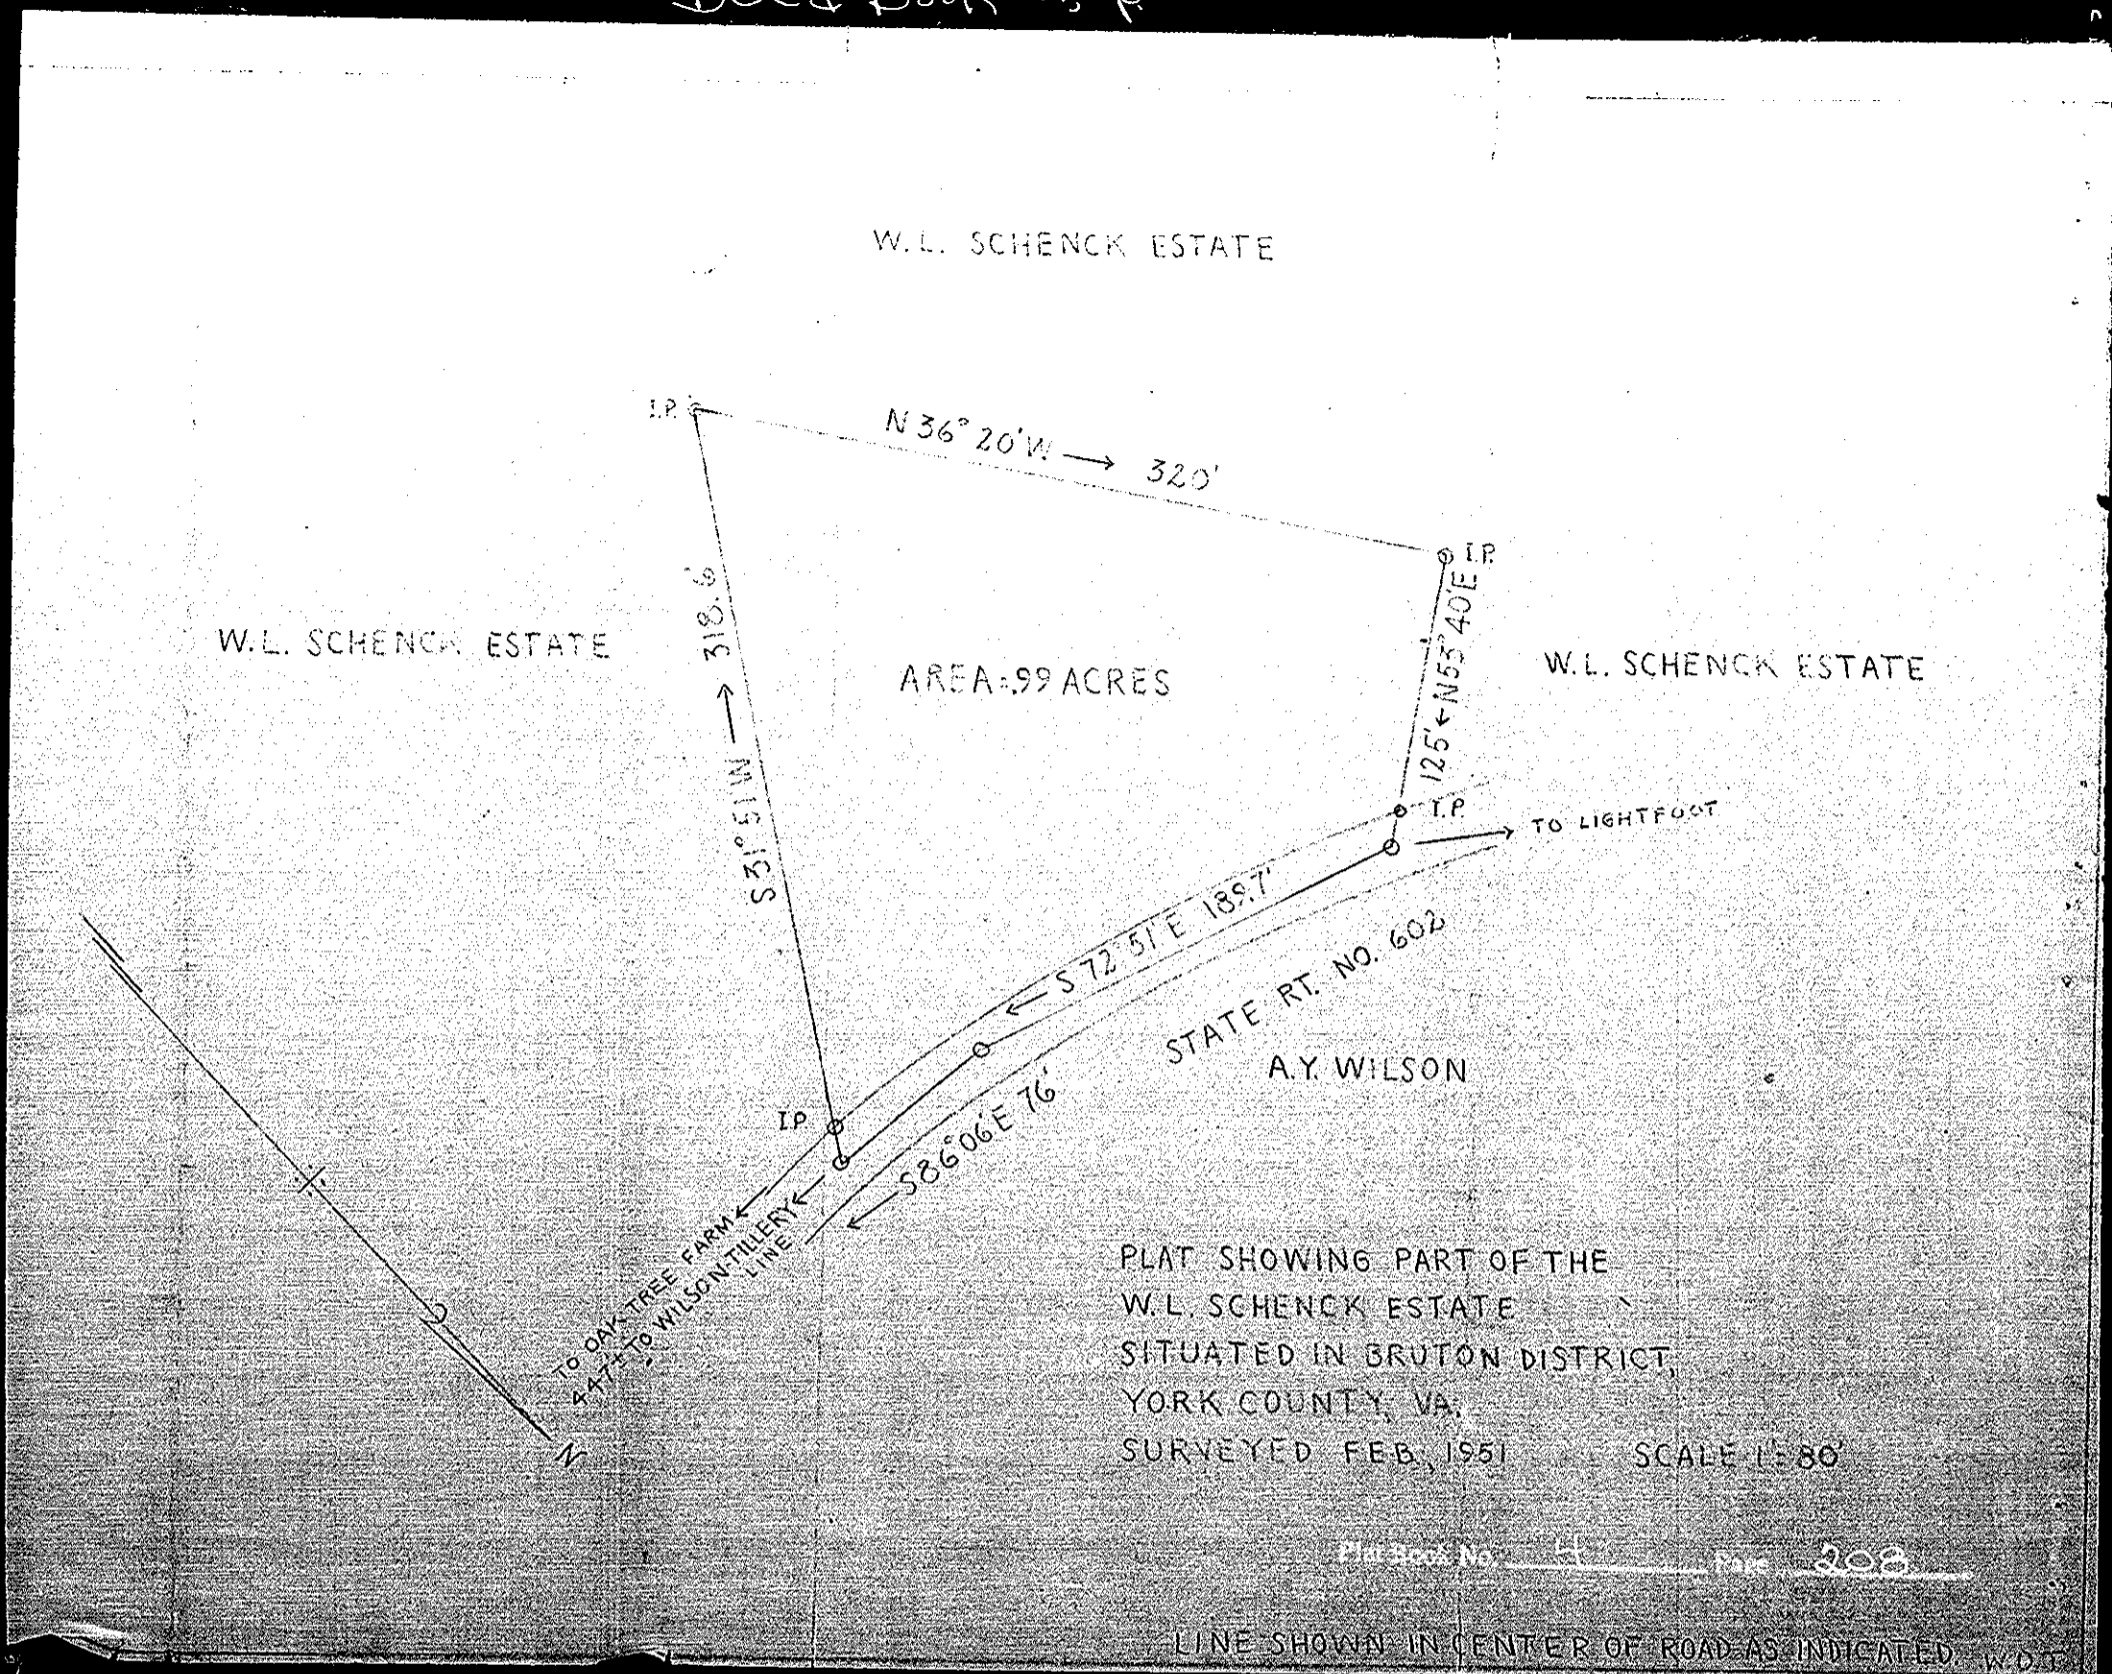 Deed Book
W.L. SCHENCK ESTATE
I.P.
N 36° 20' W → 320'
I.P.
S 31° 51' W → 318.6'
125' ← N 53° 40' E
W.L. SCHENCK ESTATE
AREA=.99 ACRES
W.L. SCHENCK ESTATE
I.P.
TO LIGHTFOOT
← S 72° 51' E 189.7'
STATE RT. NO. 602
A.Y. WILSON
I.P.
← S 86° 06' E 76'
TO OAK TREE FARM
447'± TO WILSON-TILLERY
LINE
N
PLAT SHOWING PART OF THE
W.L. SCHENCK ESTATE
SITUATED IN BRUTON DISTRICT,
YORK COUNTY, VA.
SURVEYED FEB., 1951 SCALE 1"=80'
Plat Book No. 4 Page 208
LINE SHOWN IN CENTER OF ROAD AS INDICATED